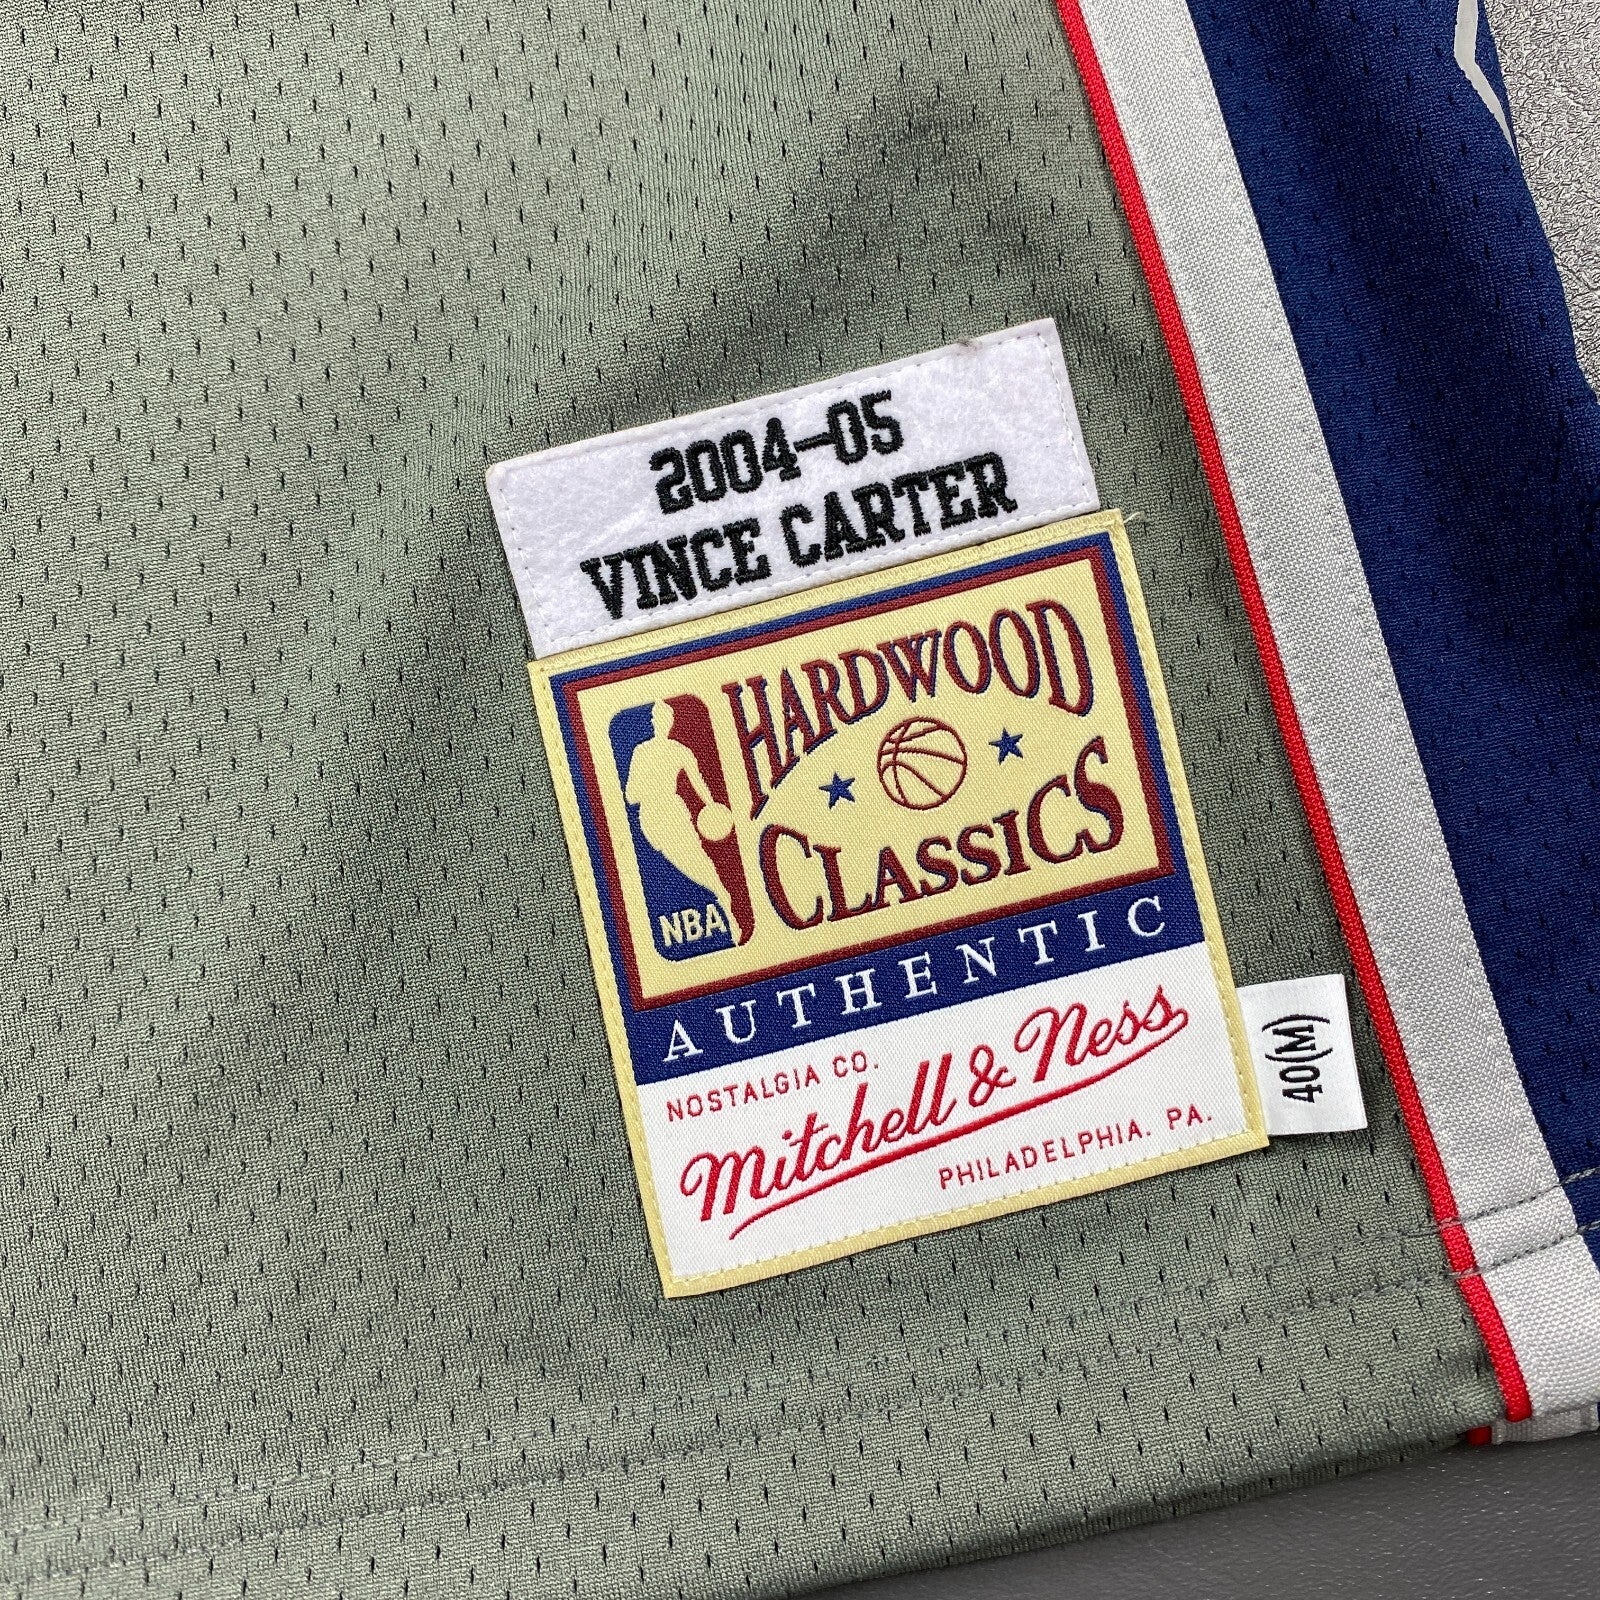 2004–05
VINCE CARTER
HARDWOOD
CLASSICS
NBA
AUTHENTIC
NOSTALGIA CO.
Mitchell & Ness
PHILADELPHIA. PA.
40(M)